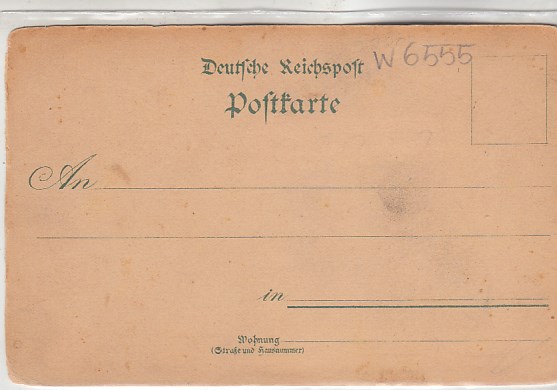 Deutsche Reichspost
W6555
Postkarte
An
in
Wohnung
(Straße und Hausnummer)